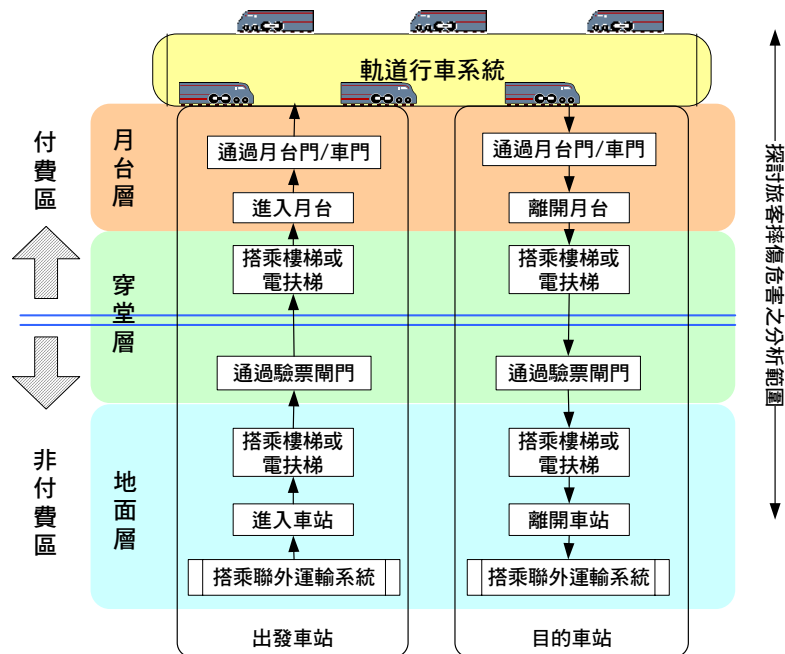 軌道行車系統
付費區
月台層
通過月台門/車門
進入月台
通過月台門/車門
離開月台
穿堂層
搭乘樓梯或
電扶梯
搭乘樓梯或
電扶梯
通過驗票閘門
通過驗票閘門
非付費區
地面層
搭乘樓梯或
電扶梯
進入車站
搭乘聯外運輸系統
搭乘樓梯或
電扶梯
離開車站
搭乘聯外運輸系統
出發車站
目的車站
探討旅客摔傷危害之分析範圍